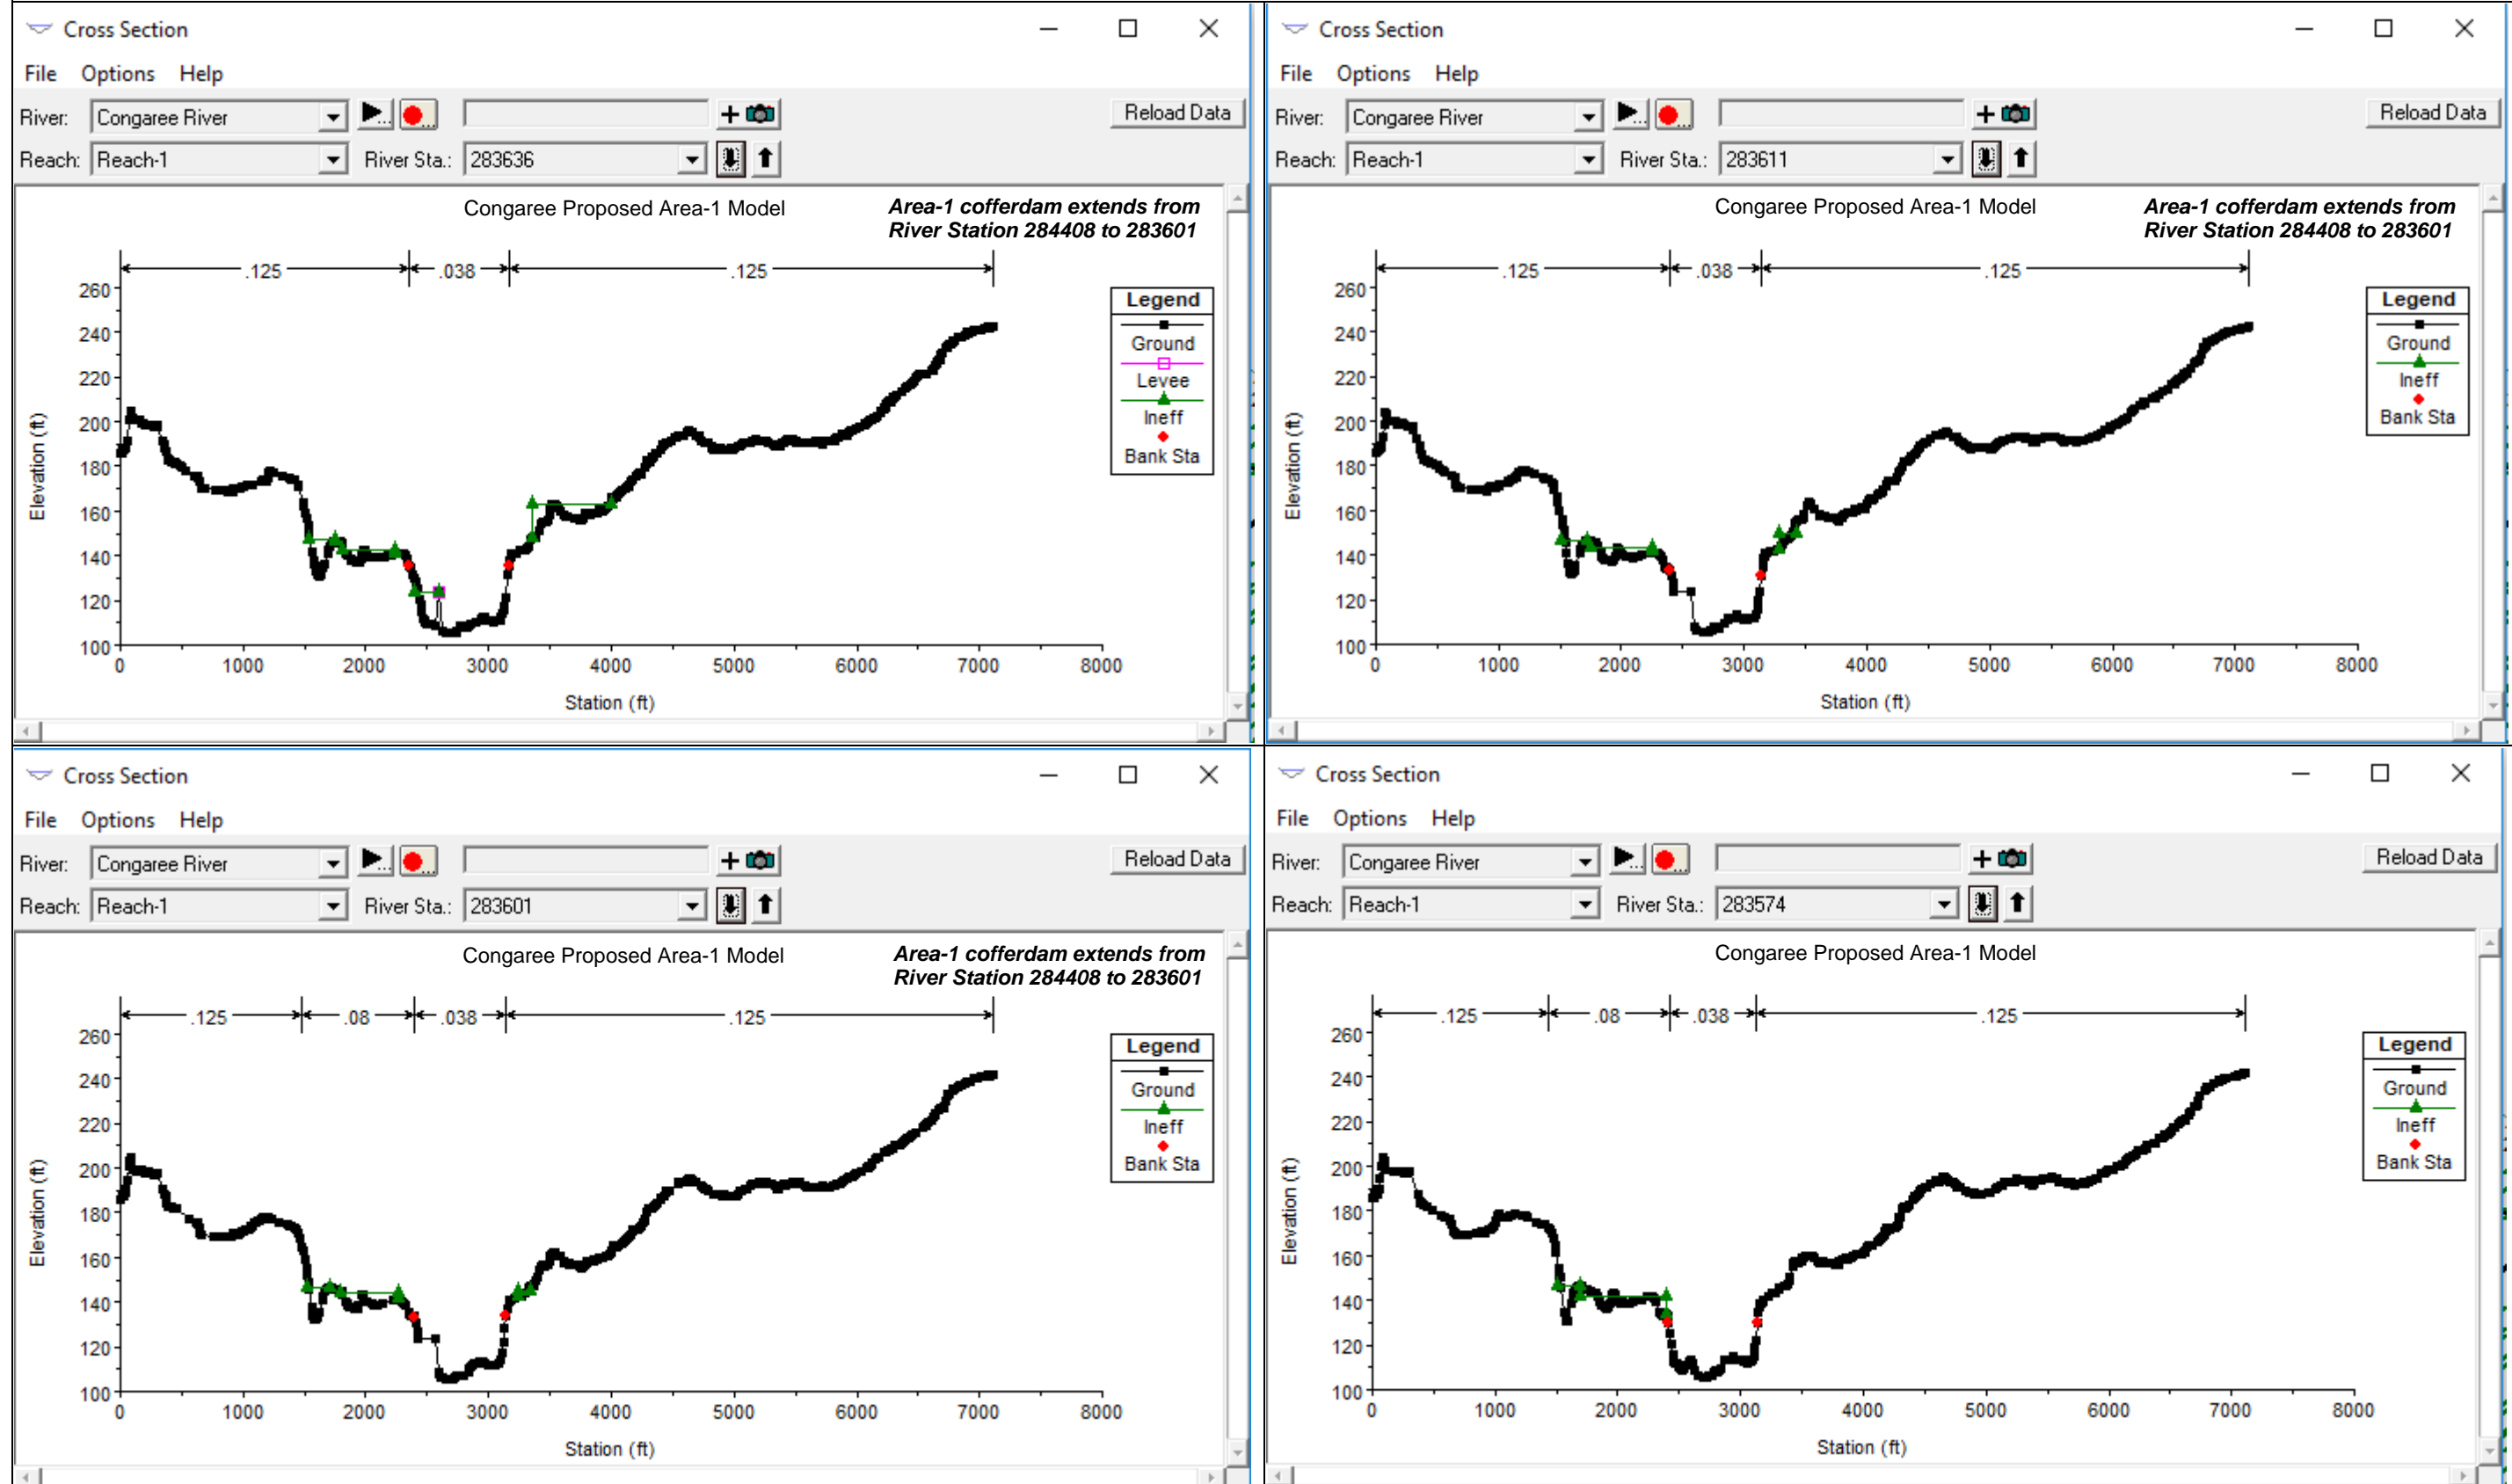 Cross Section
File Options Help
River: Congaree River
Reload Data
Reach: Reach-1 River Sta.: 283636
Congaree Proposed Area-1 Model
Area-1 cofferdam extends from
River Station 284408 to 283601
.125 .038 .125
Legend
Ground
Levee
Ineff
Bank Sta
Elevation (ft)
260
240
220
200
180
160
140
120
100
0 1000 2000 3000 4000 5000 6000 7000 8000
Station (ft)
Cross Section
File Options Help
River: Congaree River
Reload Data
Reach: Reach-1 River Sta.: 283611
Congaree Proposed Area-1 Model
Area-1 cofferdam extends from
River Station 284408 to 283601
.125 .038 .125
Legend
Ground
Ineff
Bank Sta
Elevation (ft)
260
240
220
200
180
160
140
120
100
0 1000 2000 3000 4000 5000 6000 7000 8000
Station (ft)
Cross Section
File Options Help
River: Congaree River
Reload Data
Reach: Reach-1 River Sta.: 283601
Congaree Proposed Area-1 Model
Area-1 cofferdam extends from
River Station 284408 to 283601
.125 .08 .038 .125
Legend
Ground
Ineff
Bank Sta
Elevation (ft)
260
240
220
200
180
160
140
120
100
0 1000 2000 3000 4000 5000 6000 7000 8000
Station (ft)
Cross Section
File Options Help
River: Congaree River
Reload Data
Reach: Reach-1 River Sta.: 283574
Congaree Proposed Area-1 Model
.125 .08 .038 .125
Legend
Ground
Ineff
Bank Sta
Elevation (ft)
260
240
220
200
180
160
140
120
100
0 1000 2000 3000 4000 5000 6000 7000 8000
Station (ft)